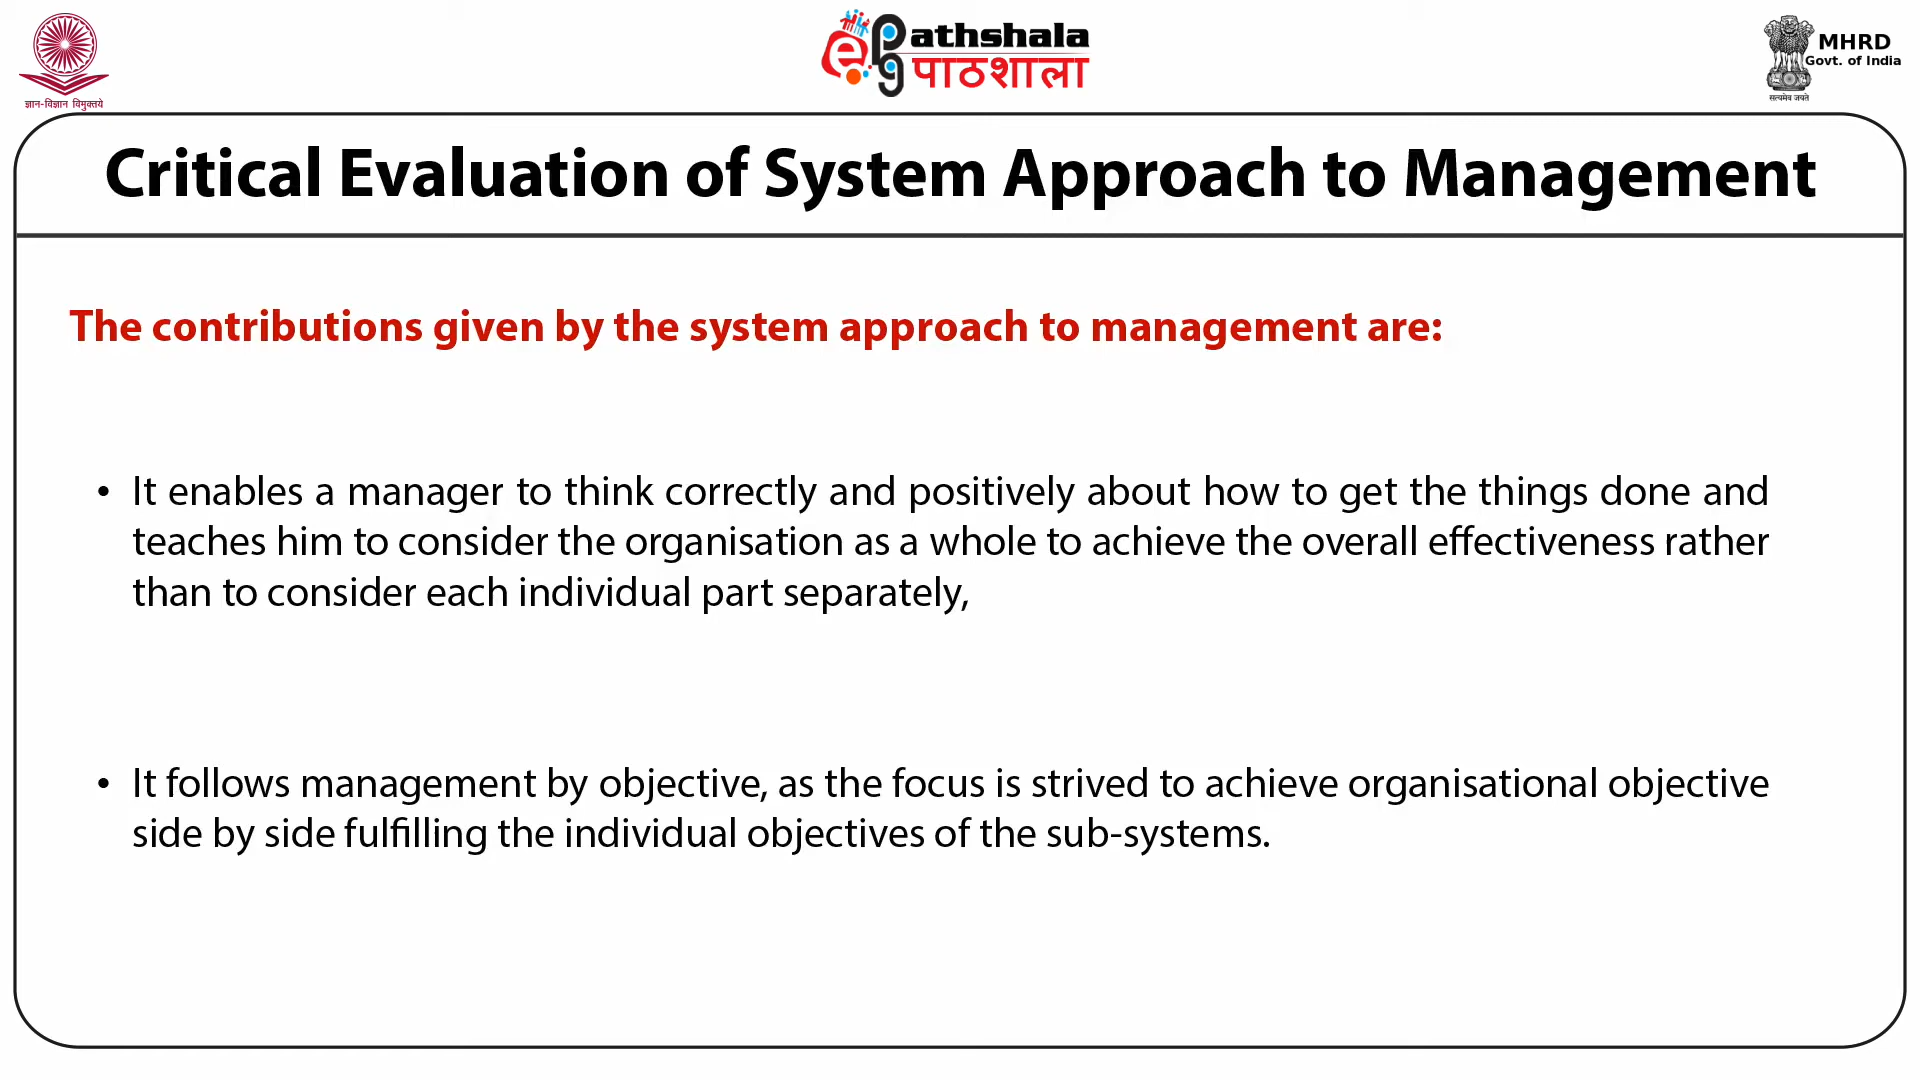 ज्ञान-विज्ञान विमुक्तये
ePathshala
पाठशाला
MHRD
Govt. of India
सत्यमेव जयते
Critical Evaluation of System Approach to Management
The contributions given by the system approach to management are:
• It enables a manager to think correctly and positively about how to get the things done and
teaches him to consider the organisation as a whole to achieve the overall effectiveness rather
than to consider each individual part separately,
• It follows management by objective, as the focus is strived to achieve organisational objective
side by side fulfilling the individual objectives of the sub-systems.